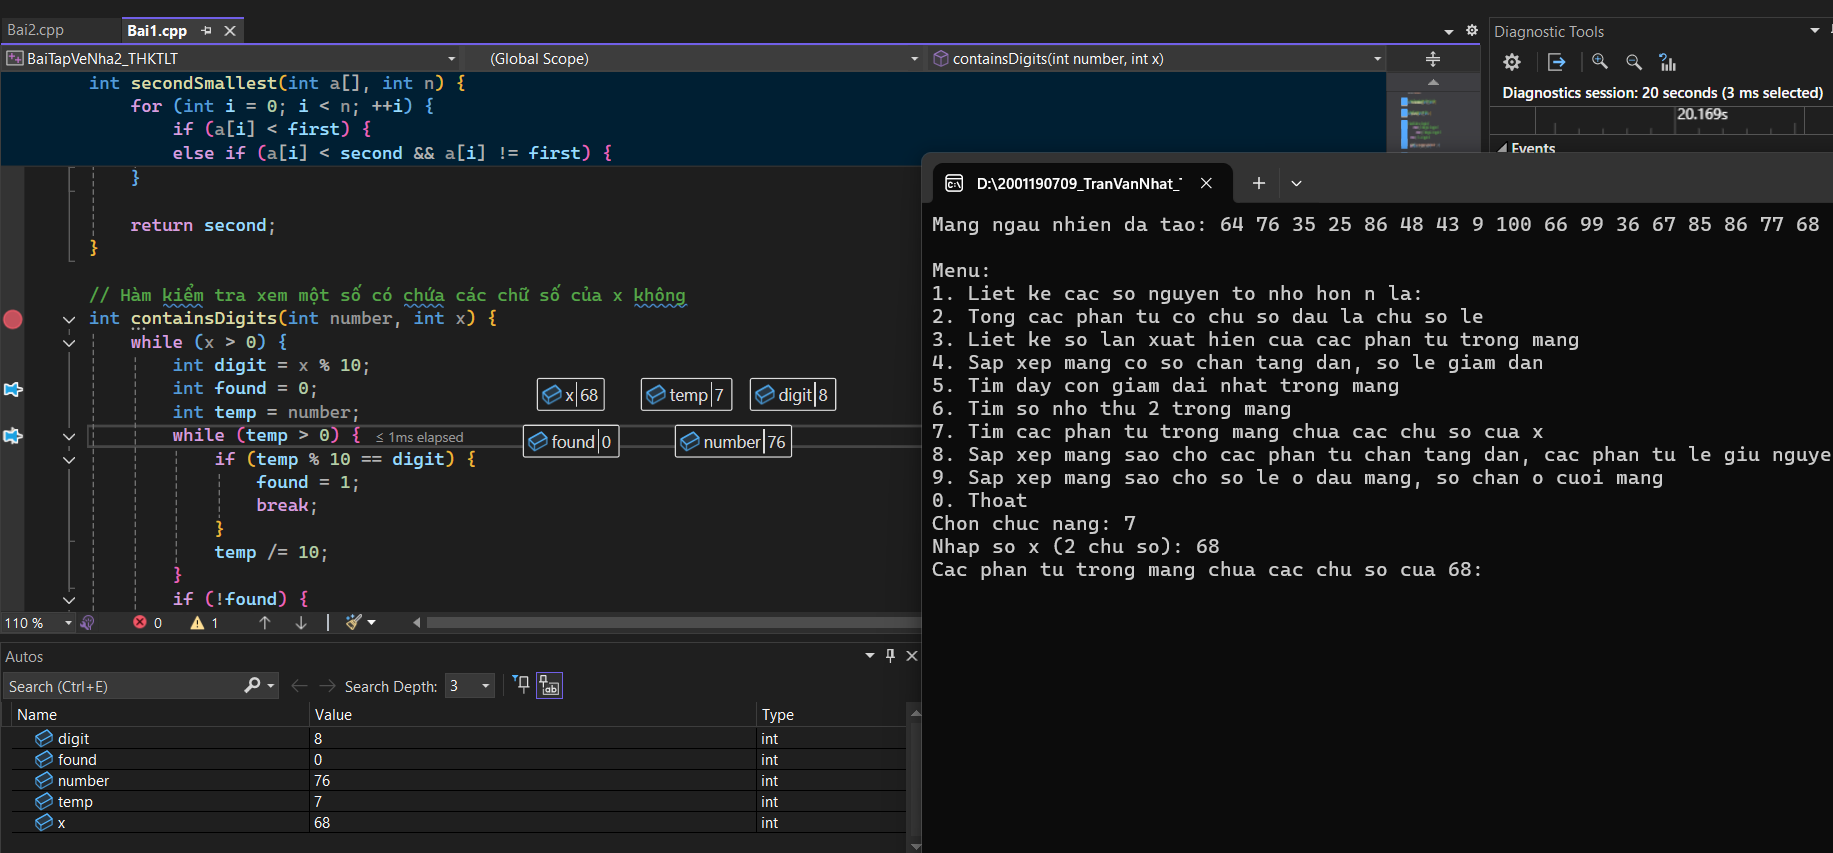 Bai2.cpp
Bai1.cpp
BaiTapVeNha2_THKTLT
(Global Scope)
containsDigits(int number, int x)
int secondSmallest(int a[], int n) {
for (int i = 0; i < n; ++i) {
if (a[i] < first) {
else if (a[i] < second && a[i] != first) {
}
return second;
}
// Hàm kiểm tra xem một số có chứa các chữ số của x không
int containsDigits(int number, int x) {
while (x > 0) {
int digit = x % 10;
int found = 0;
int temp = number;
while (temp > 0) { ≤ 1ms elapsed
if (temp % 10 == digit) {
found = 1;
break;
}
temp /= 10;
}
if (!found) {
x 68
temp 7
digit 8
found 0
number 76
110 %
0
1
Autos
Search (Ctrl+E)
Search Depth: 3
Name Value Type
digit 8 int
found 0 int
number 76 int
temp 7 int
x 68 int
Diagnostic Tools
Diagnostics session: 20 seconds (3 ms selected)
20.169s
Events
D:\2001190709_TranVanNhat_
Mang ngau nhien da tao: 64 76 35 25 86 48 43 9 100 66 99 36 67 85 86 77 68
Menu:
1. Liet ke cac so nguyen to nho hon n la:
2. Tong cac phan tu co chu so dau la chu so le
3. Liet ke so lan xuat hien cua cac phan tu trong mang
4. Sap xep mang co so chan tang dan, so le giam dan
5. Tim day con giam dai nhat trong mang
6. Tim so nho thu 2 trong mang
7. Tim cac phan tu trong mang chua cac chu so cua x
8. Sap xep mang sao cho cac phan tu chan tang dan, cac phan tu le giu nguye
9. Sap xep mang sao cho so le o dau mang, so chan o cuoi mang
0. Thoat
Chon chuc nang: 7
Nhap so x (2 chu so): 68
Cac phan tu trong mang chua cac chu so cua 68: